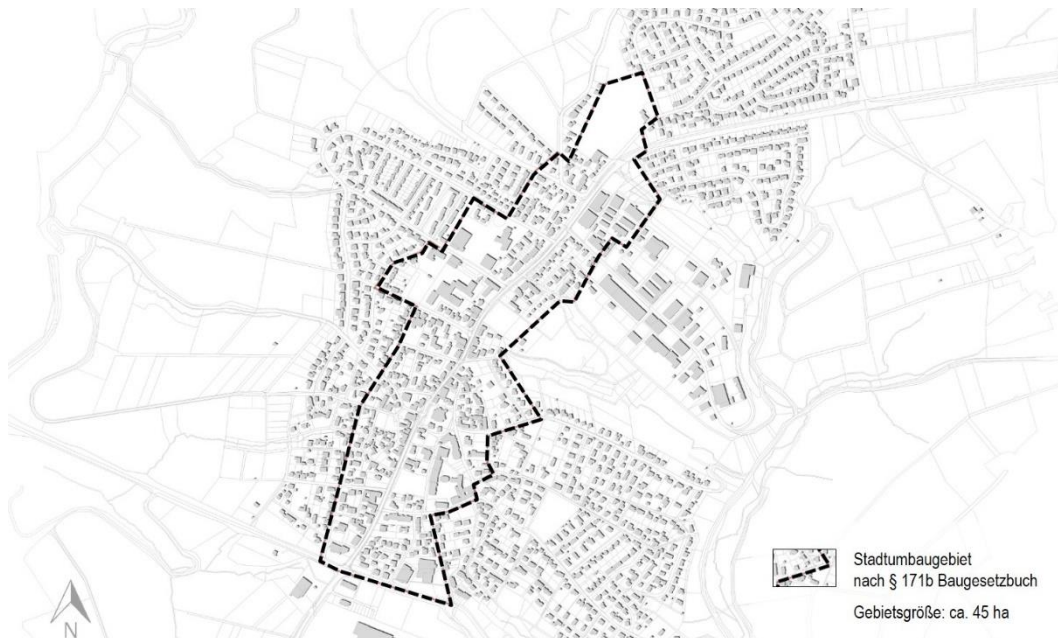 Stadtumbaugebiet
nach § 171b Baugesetzbuch
Gebietsgröße: ca. 45 ha
N